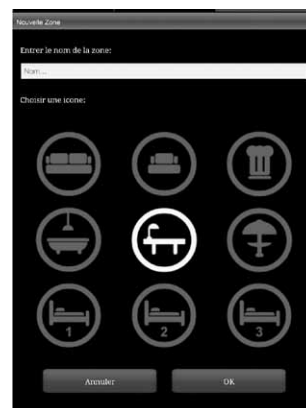 Nouvelle Zone
Entrer le nom de la zone:
Nom...
Choisir une icone:
1 2 3
Annuler OK